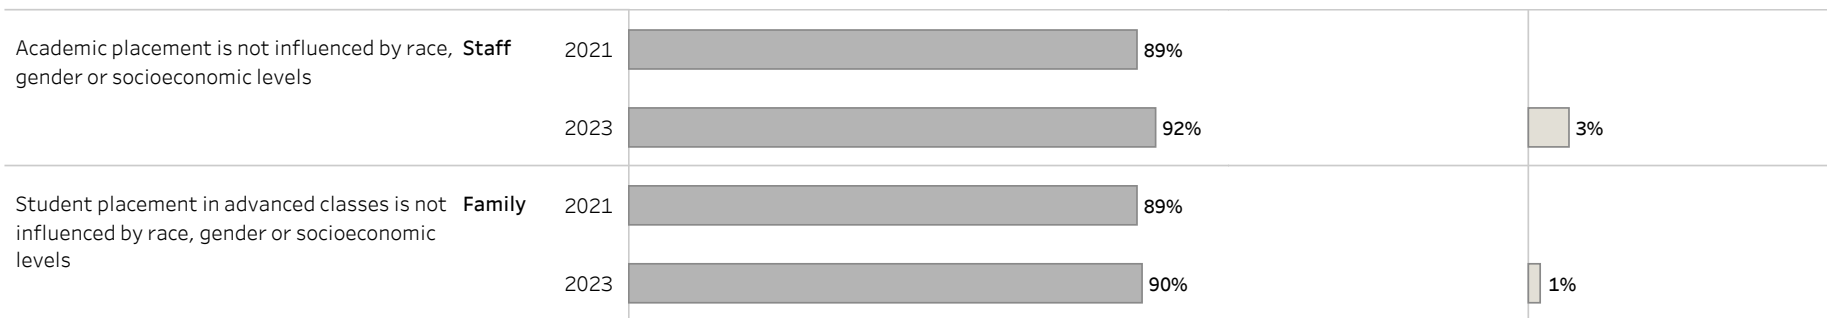 Academic placement is not influenced by race, Staff 2021 89%
gender or socioeconomic levels
2023 92% 3%
Student placement in advanced classes is not Family 2021 89%
influenced by race, gender or socioeconomic
levels
2023 90% 1%